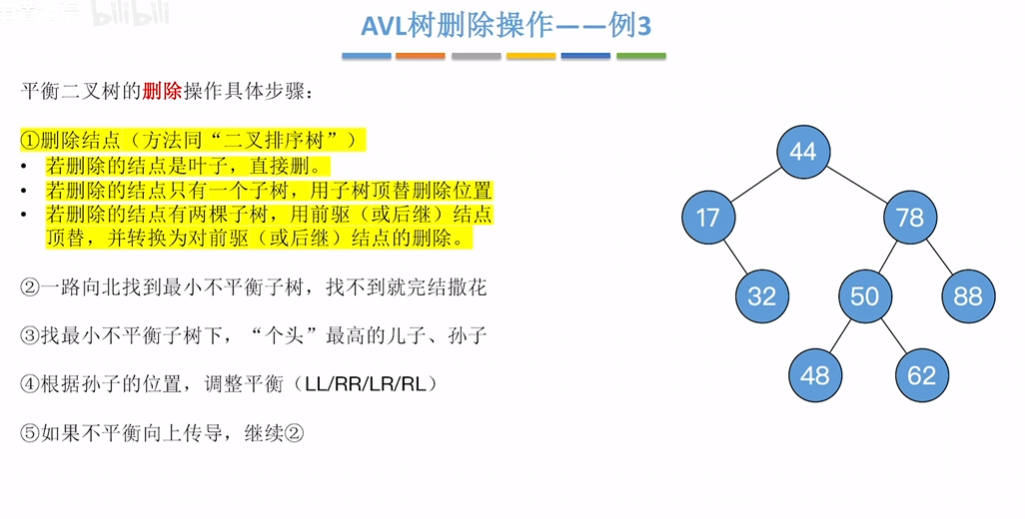 bilibili
AVL树删除操作——例3
平衡二叉树的删除操作具体步骤：
①删除结点（方法同“二叉排序树”）
• 若删除的结点是叶子，直接删。
• 若删除的结点只有一个子树，用子树顶替删除位置
• 若删除的结点有两棵子树，用前驱（或后继）结点
顶替，并转换为对前驱（或后继）结点的删除。
②一路向北找到最小不平衡子树，找不到就完结撒花
③找最小不平衡子树下，“个头”最高的儿子、孙子
④根据孙子的位置，调整平衡（LL/RR/LR/RL）
⑤如果不平衡向上传导，继续②
44
17 78
32 50 88
48 62